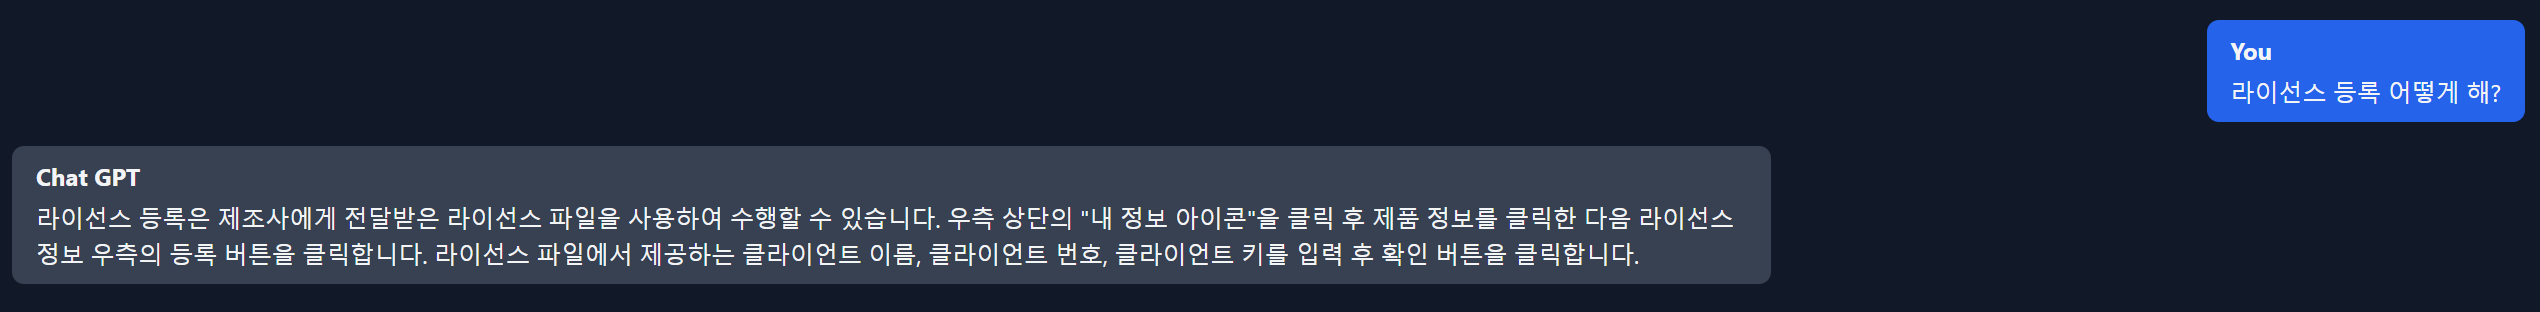 You
라이선스 등록 어떻게 해?
Chat GPT
라이선스 등록은 제조사에게 전달받은 라이선스 파일을 사용하여 수행할 수 있습니다. 우측 상단의 "내 정보 아이콘"을 클릭 후 제품 정보를 클릭한 다음 라이선스
정보 우측의 등록 버튼을 클릭합니다. 라이선스 파일에서 제공하는 클라이언트 이름, 클라이언트 번호, 클라이언트 키를 입력 후 확인 버튼을 클릭합니다.